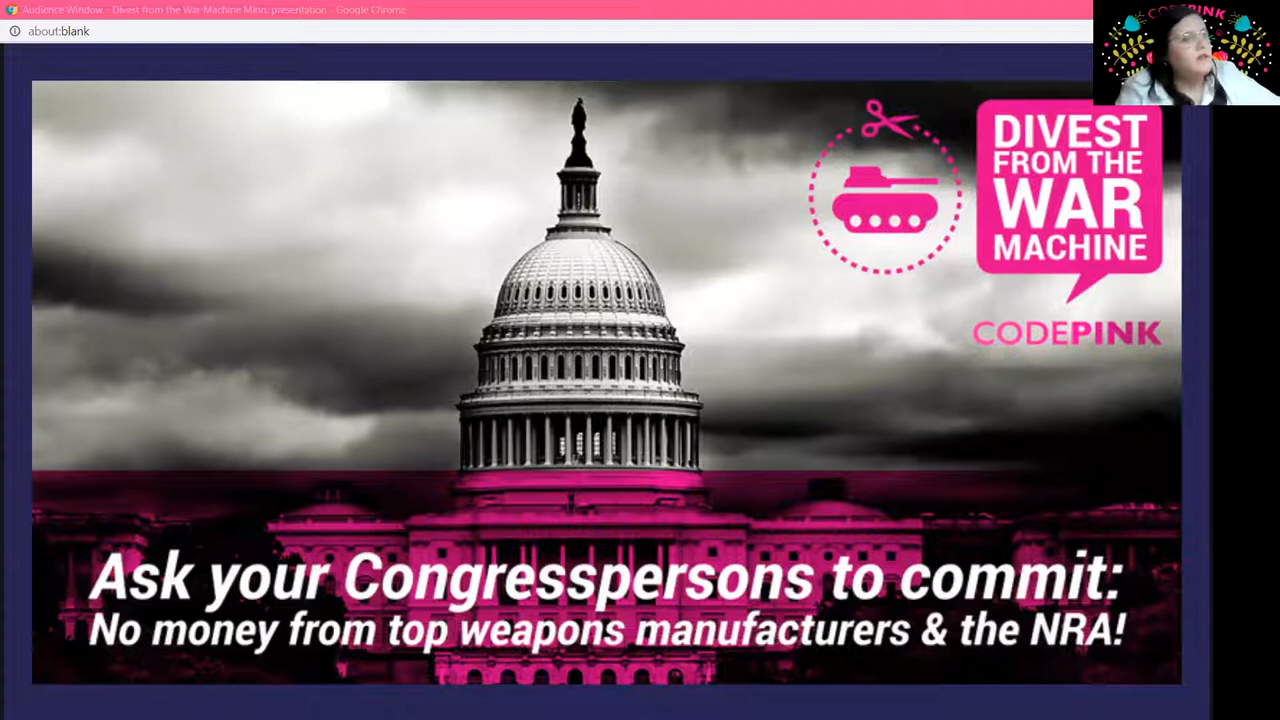 Audience Window - Divest from the War Machine Minn. presentation - Google Chrome
about:blank
CODEPINK
DIVEST
FROM THE
WAR
MACHINE
CODEPINK
Ask your Congresspersons to commit:
No money from top weapons manufacturers & the NRA!